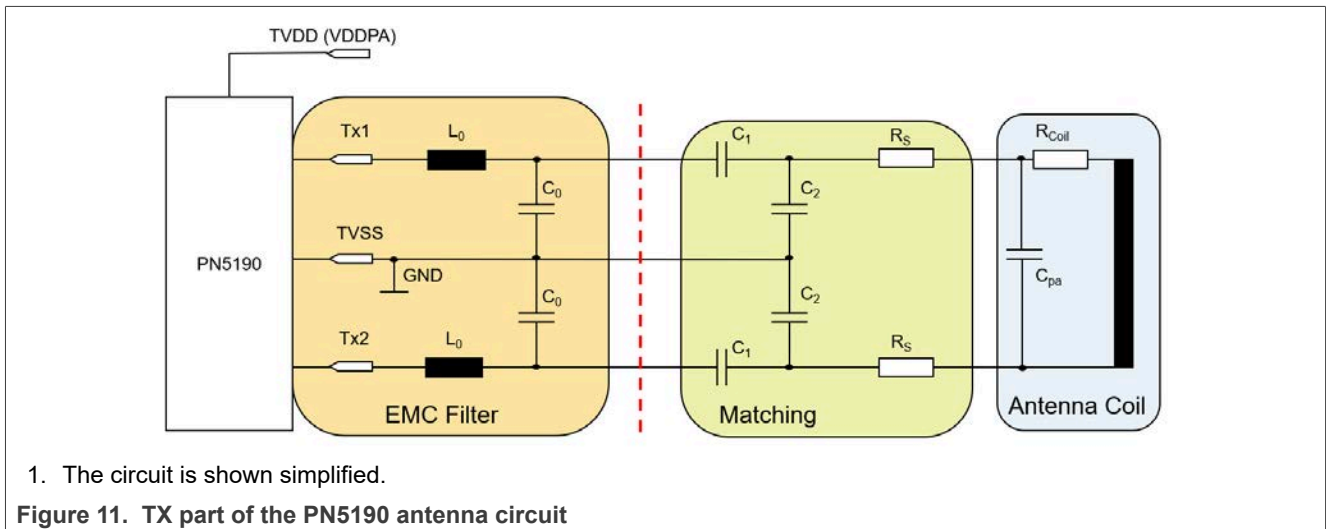 TVDD (VDDPA)
Tx1
L0
C0
TVSS
PN5190
GND
C0
Tx2
L0
EMC Filter
C1
RS
C2
C2
C1
RS
Matching
RCoil
Cpa
Antenna Coil
1. The circuit is shown simplified.
Figure 11. TX part of the PN5190 antenna circuit